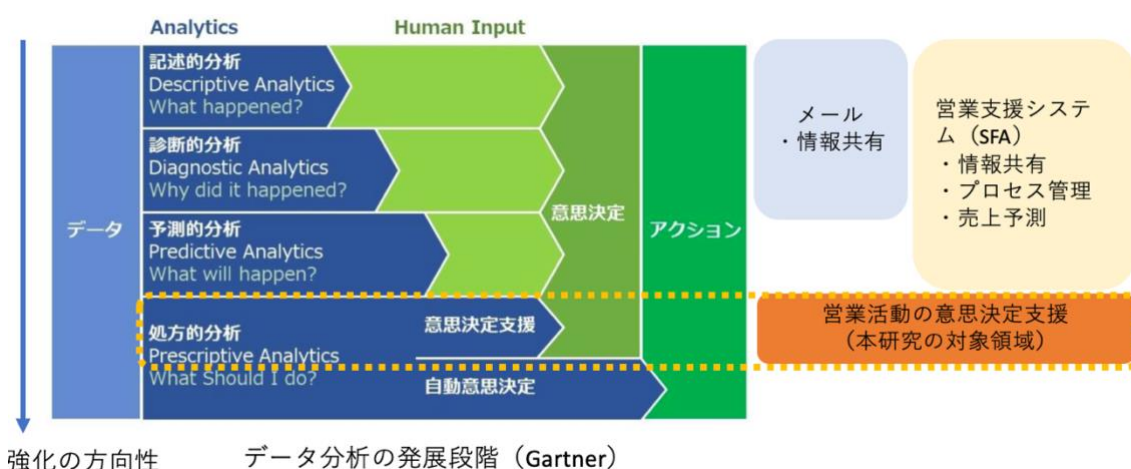 Analytics
Human Input
データ
記述的分析
Descriptive Analytics
What happened?
診断的分析
Diagnostic Analytics
Why did it happened?
予測的分析
Predictive Analytics
What will happen?
処方的分析
Prescriptive Analytics
What Should I do?
意思決定支援
自動意思決定
意思決定
アクション
メール
・情報共有
営業支援システ
ム（SFA）
・情報共有
・プロセス管理
・売上予測
営業活動の意思決定支援
（本研究の対象領域）
強化の方向性
データ分析の発展段階（Gartner）